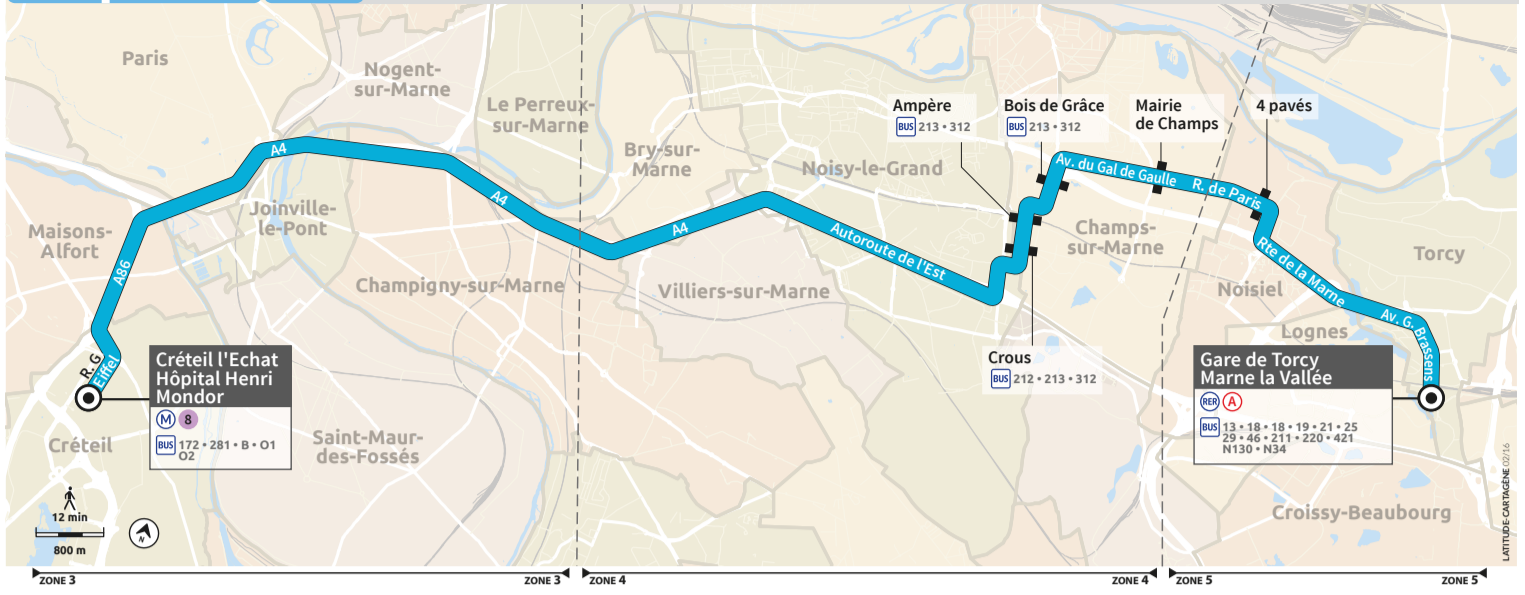 Paris
Nogent-
sur-Marne
Le Perreux-
sur-Marne
Bry-sur-
Marne
Noisy-le-Grand
Ampère
BUS 213 • 312
Bois de Grâce
BUS 213 • 312
Mairie
de Champs
4 pavés
A4
A4
A4
Autoroute de l'Est
Av. du Gal de Gaulle
R. de Paris
Rte de la Marne
Av. G. Brassens
A86
R. G.
Eiffel
Maisons-
Alfort
Joinville-
le-Pont
Champigny-sur-Marne
Villiers-sur-Marne
Champs-
sur-Marne
Noisiel
Torcy
Lognes
Créteil l'Echat
Hôpital Henri
Mondor
M 8
BUS 172 • 281 • B • O1
O2
Créteil
Saint-Maur-
des-Fossés
Crous
BUS 212 • 213 • 312
Gare de Torcy
Marne la Vallée
RER A
BUS 13 • 18 • 18 • 19 • 21 • 25
29 • 46 • 211 • 220 • 421
N130 • N34
Croissy-Beaubourg
12 min
800 m
N
LATITUDE-CARTAGÈNE 02/16
ZONE 3
ZONE 3
ZONE 4
ZONE 4
ZONE 5
ZONE 5